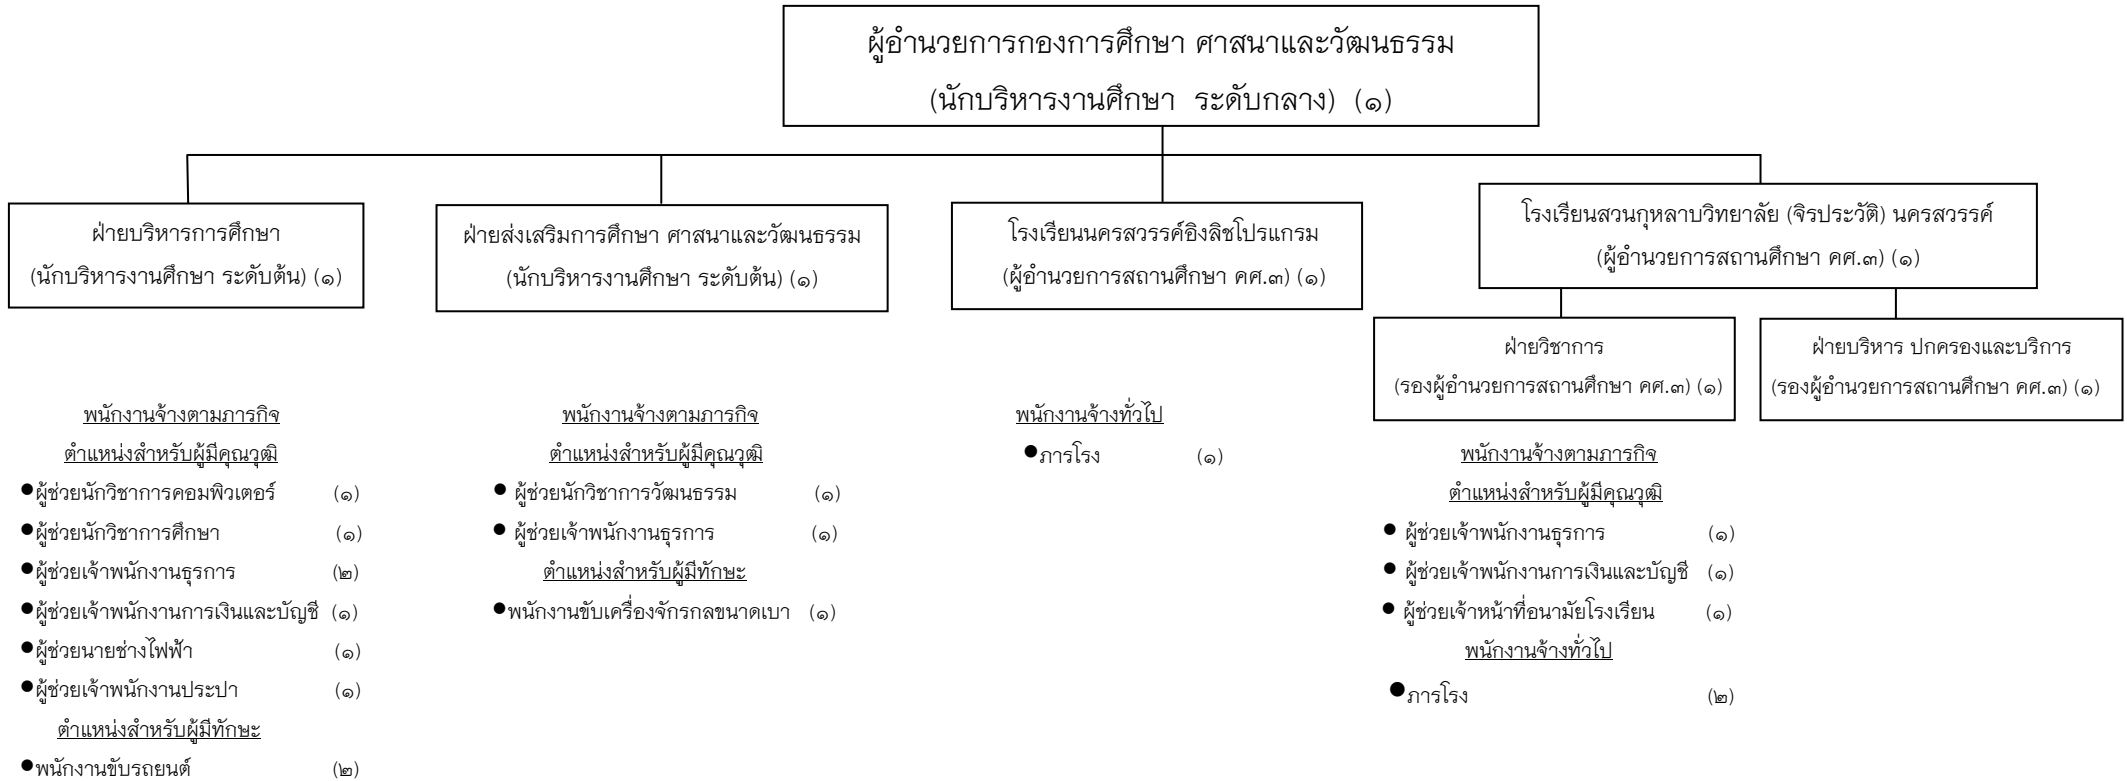 ผู้อำนวยการกองการศึกษา ศาสนาและวัฒนธรรม
(นักบริหารงานศึกษา ระดับกลาง) (๑)
ฝ่ายบริหารการศึกษา
(นักบริหารงานศึกษา ระดับต้น) (๑)
ฝ่ายส่งเสริมการศึกษา ศาสนาและวัฒนธรรม
(นักบริหารงานศึกษา ระดับต้น) (๑)
โรงเรียนนครสวรรค์อิงลิชโปรแกรม
(ผู้อำนวยการสถานศึกษา คศ.๓) (๑)
โรงเรียนสวนกุหลาบวิทยาลัย (จิรประวัติ) นครสวรรค์
(ผู้อำนวยการสถานศึกษา คศ.๓) (๑)
ฝ่ายวิชาการ
(รองผู้อำนวยการสถานศึกษา คศ.๓) (๑)
ฝ่ายบริหาร ปกครองและบริการ
(รองผู้อำนวยการสถานศึกษา คศ.๓) (๑)
พนักงานจ้างตามภารกิจ
ตำแหน่งสำหรับผู้มีคุณวุฒิ
●ผู้ช่วยนักวิชาการคอมพิวเตอร์ (๑)
●ผู้ช่วยนักวิชาการศึกษา (๑)
●ผู้ช่วยเจ้าพนักงานธุรการ (๒)
●ผู้ช่วยเจ้าพนักงานการเงินและบัญชี (๑)
●ผู้ช่วยนายช่างไฟฟ้า (๑)
●ผู้ช่วยเจ้าพนักงานประปา (๑)
ตำแหน่งสำหรับผู้มีทักษะ
●พนักงานขับรถยนต์ (๒)
พนักงานจ้างตามภารกิจ
ตำแหน่งสำหรับผู้มีคุณวุฒิ
● ผู้ช่วยนักวิชาการวัฒนธรรม (๑)
● ผู้ช่วยเจ้าพนักงานธุรการ (๑)
ตำแหน่งสำหรับผู้มีทักษะ
●พนักงานขับเครื่องจักรกลขนาดเบา (๑)
พนักงานจ้างทั่วไป
●ภารโรง (๑)
พนักงานจ้างตามภารกิจ
ตำแหน่งสำหรับผู้มีคุณวุฒิ
● ผู้ช่วยเจ้าพนักงานธุรการ (๑)
● ผู้ช่วยเจ้าพนักงานการเงินและบัญชี (๑)
● ผู้ช่วยเจ้าหน้าที่อนามัยโรงเรียน (๑)
พนักงานจ้างทั่วไป
●ภารโรง (๒)